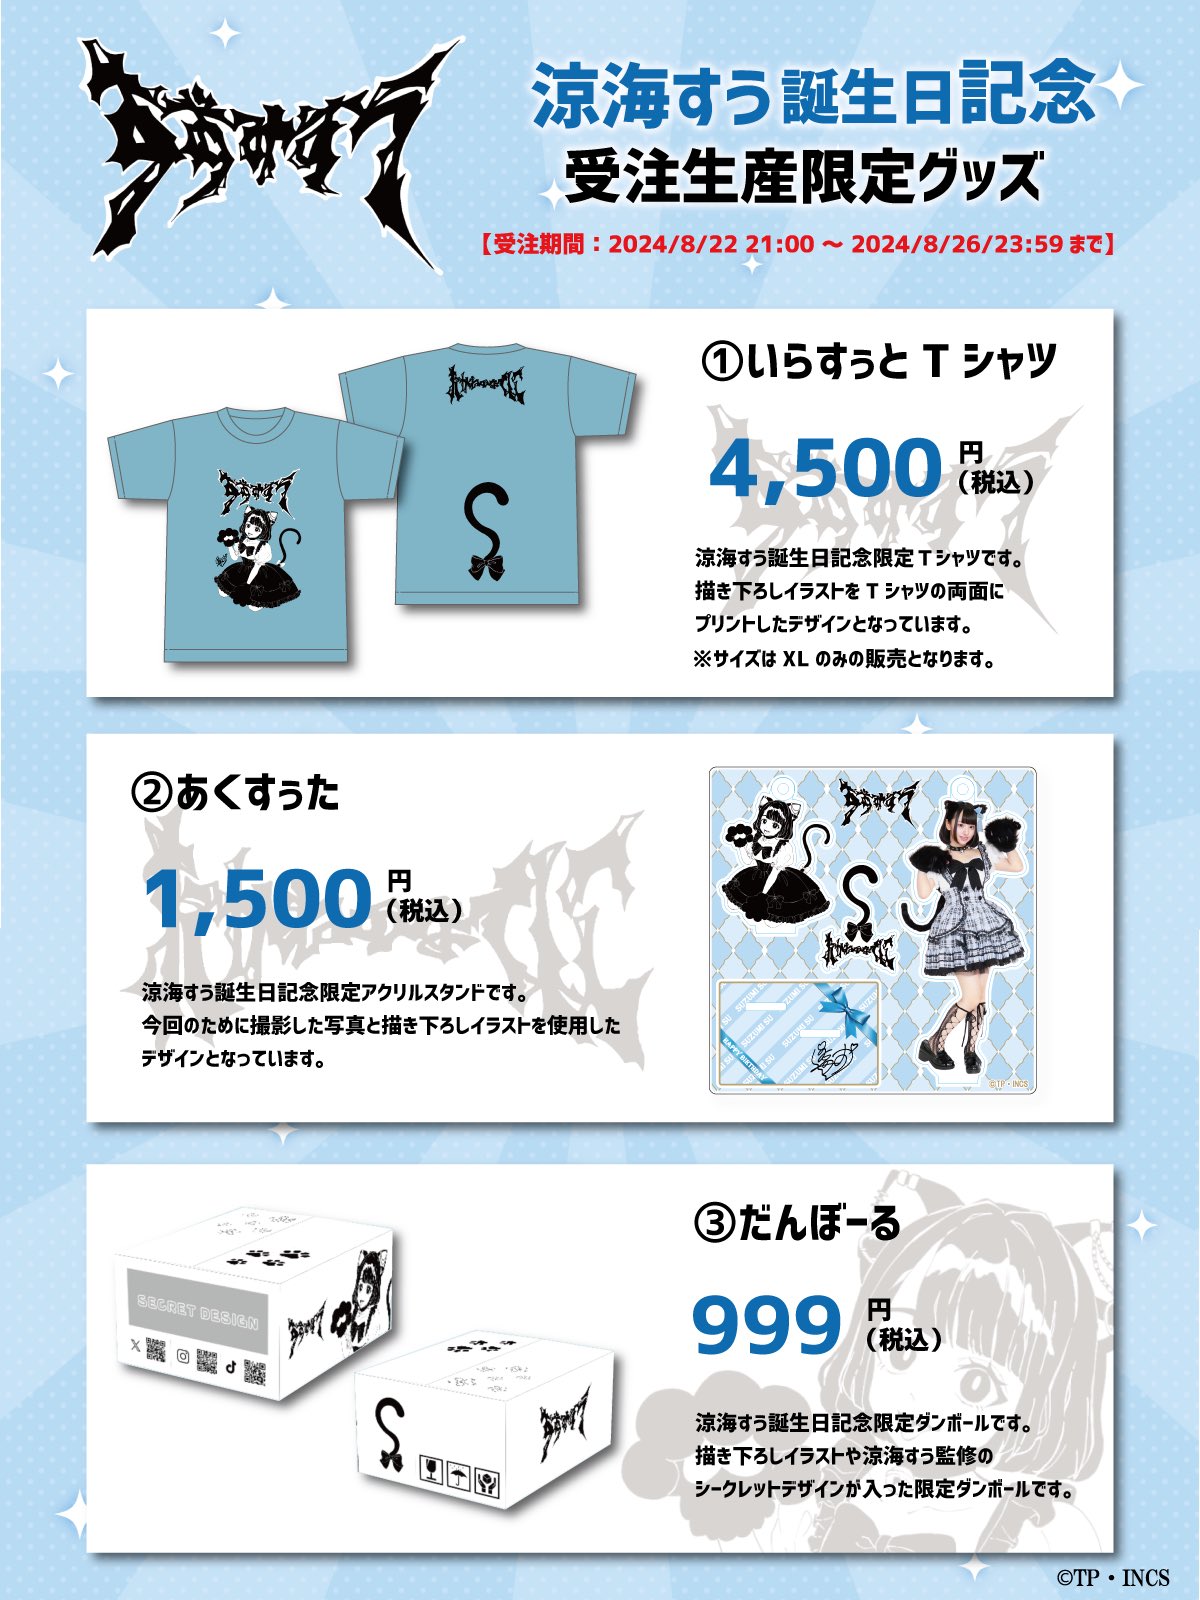 涼海すう誕生日記念
受注生産限定グッズ
【受注期間：2024/8/22 21:00 ～ 2024/8/26/23:59 まで】
①いらすぅと T シャツ
4,500 円
(税込)
涼海すう誕生日記念限定 T シャツです。
描き下ろしイラストを T シャツの両面に
プリントしたデザインとなっています。
※サイズは XL のみの販売となります。
②あくすぅた
1,500 円
(税込)
涼海すう誕生日記念限定アクリルスタンドです。
今回のために撮影した写真と描き下ろしイラストを使用した
デザインとなっています。
SUZUMI SU
HAPPY BIRTHDAY
©TP・INCS
③だんぼーる
999 円
(税込)
涼海すう誕生日記念限定ダンボールです。
描き下ろしイラストや涼海すう監修の
シークレットデザインが入った限定ダンボールです。
SECRET DESIGN
©TP・INCS